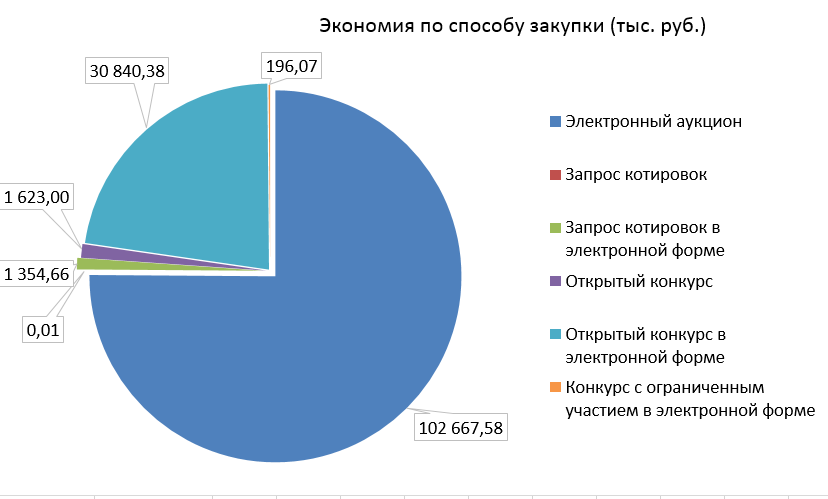 Экономия по способу закупки (тыс. руб.)
30 840,38
196,07
1 623,00
1 354,66
0,01
102 667,58
Электронный аукцион
Запрос котировок
Запрос котировок в
электронной форме
Открытый конкурс
Открытый конкурс в
электронной форме
Конкурс с ограниченным
участием в электронной форме